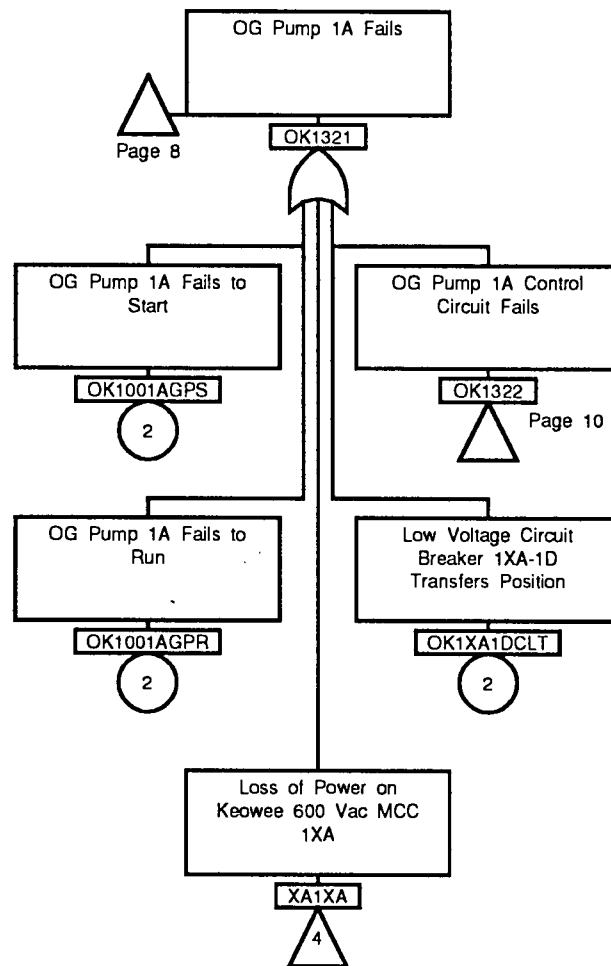 OG Pump 1A Fails
Page 8
OK1321
OG Pump 1A Fails to
Start
OK1001AGPS
2
OG Pump 1A Control
Circuit Fails
OK1322
Page 10
OG Pump 1A Fails to
Run
OK1001AGPR
2
Low Voltage Circuit
Breaker 1XA-1D
Transfers Position
OK1XA1DCLT
2
Loss of Power on
Keowee 600 Vac MCC
1XA
XA1XA
4